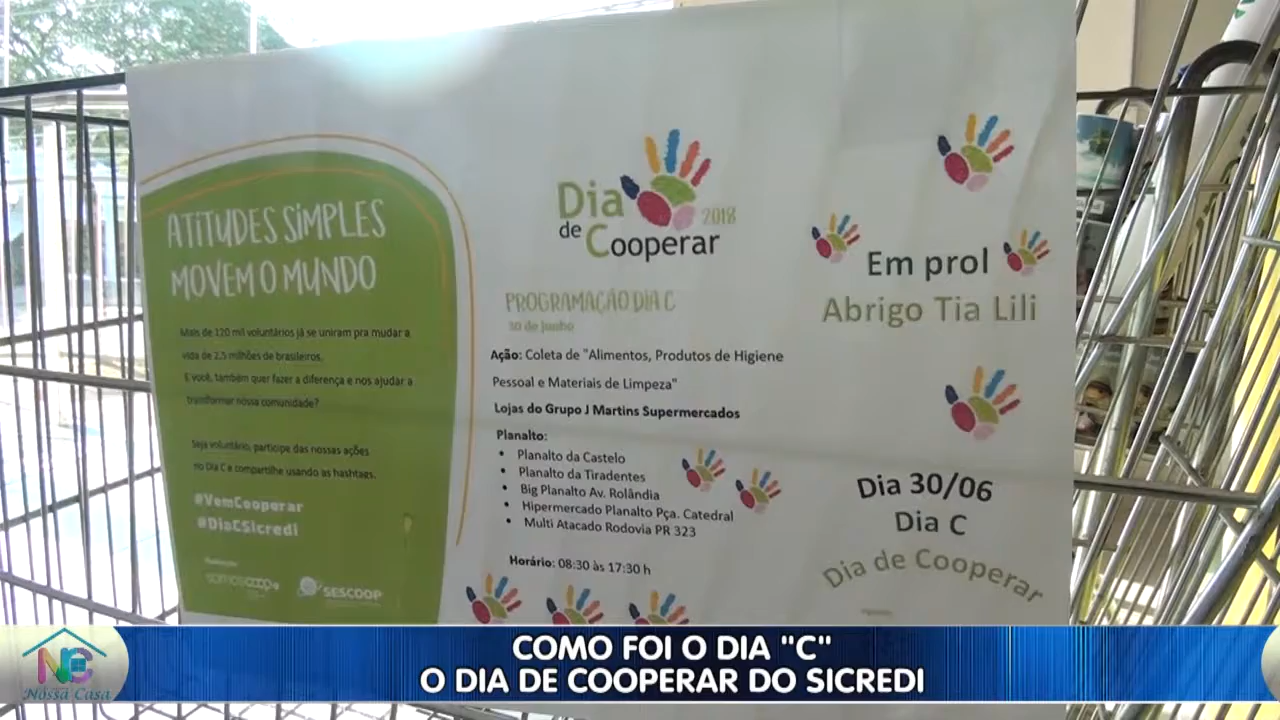 ATITUDES SIMPLES
MOVEM O MUNDO
Mais de 120 mil voluntários já se uniram pra mudar a
vida de 2,5 milhões de brasileiros.
E você, também quer fazer a diferença e nos ajudar a
transformar nossa comunidade?
Seja voluntário, participe das nossas ações
no Dia C e compartilhe usando as hashtags.
#VemCooperar
#DiaCSicredi
somoscoop
SESCOOP
Dia
de
Cooperar
2018
PROGRAMAÇÃO DIA C
30 de junho
Ação: Coleta de "Alimentos, Produtos de Higiene
Pessoal e Materiais de Limpeza"
Lojas do Grupo J Martins Supermercados
Planalto:
• Planalto da Castelo
• Planalto da Tiradentes
• Big Planalto Av. Rolândia
• Hipermercado Planalto Pça. Catedral
• Multi Atacado Rodovia PR 323
Horário: 08:30 às 17:30 h
Em prol
Abrigo Tia Lili
Dia 30/06
Dia C
Dia de Cooperar
COMO FOI O DIA "C"
O DIA DE COOPERAR DO SICREDI
NC
Nossa Casa